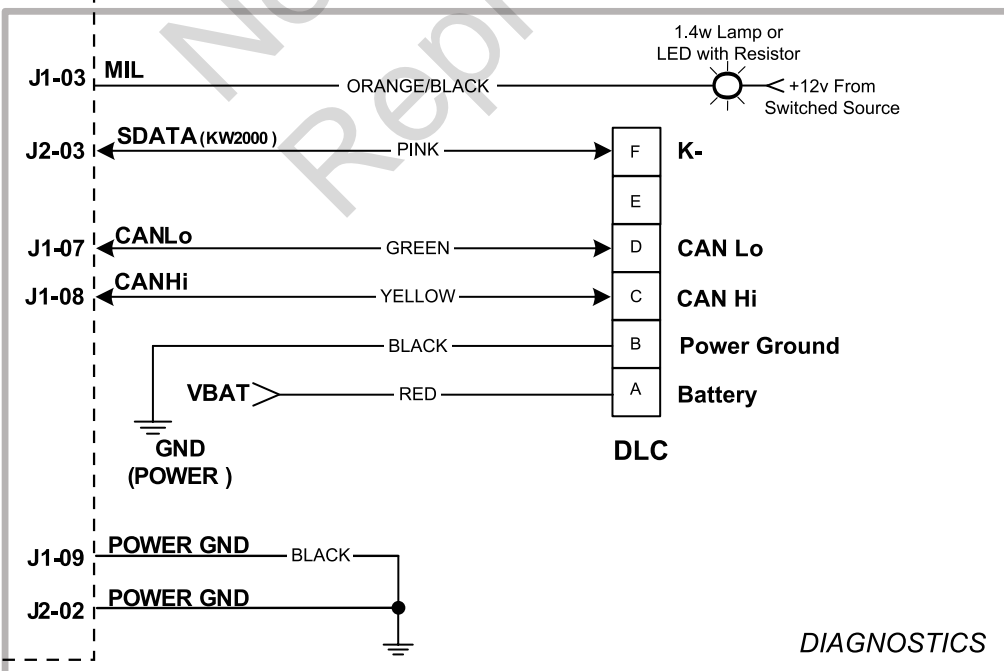 1.4w Lamp or
LED with Resistor
J1-03 MIL ORANGE/BLACK +12v From
Switched Source
J2-03 SDATA (KW2000 ) PINK F K-
E
J1-07 CANLo GREEN D CAN Lo
J1-08 CANHi YELLOW C CAN Hi
BLACK B Power Ground
VBAT RED A Battery
GND
(POWER )
DLC
J1-09 POWER GND BLACK
J2-02 POWER GND
DIAGNOSTICS